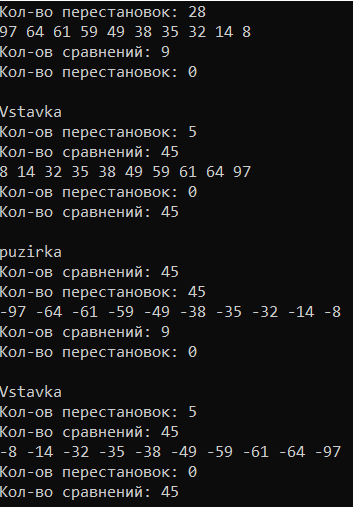 Кол-во перестановок: 28
97 64 61 59 49 38 35 32 14 8
Кол-ов сравнений: 9
Кол-во перестановок: 0
Vstavka
Кол-ов перестановок: 5
Кол-во сравнений: 45
8 14 32 35 38 49 59 61 64 97
Кол-ов перестановок: 0
Кол-во сравнений: 45
puzirka
Кол-ов сравнений: 45
Кол-во перестановок: 45
-97 -64 -61 -59 -49 -38 -35 -32 -14 -8
Кол-ов сравнений: 9
Кол-во перестановок: 0
Vstavka
Кол-ов перестановок: 5
Кол-ов сравнений: 45
-8 -14 -32 -35 -38 -49 -59 -61 -64 -97
Кол-ов перестановок: 0
Кол-во сравнений: 45